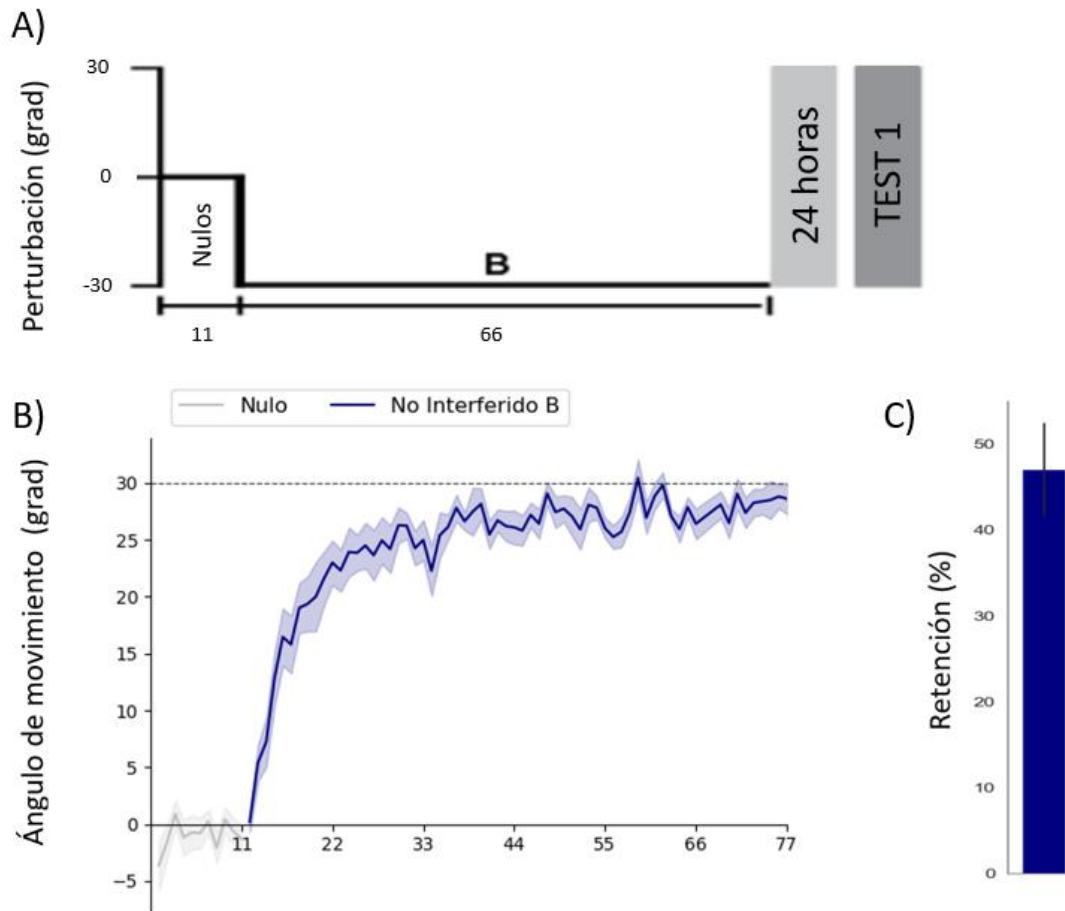 A)
Perturbación (grad)
30
0
-30
Nulos
B
11
66
24 horas
TEST 1
B)
Nulo
No Interferido B
Ángulo de movimiento (grad)
30
25
20
15
10
5
0
−5
11
22
33
44
55
66
77
C)
Retención (%)
50
40
30
20
10
0